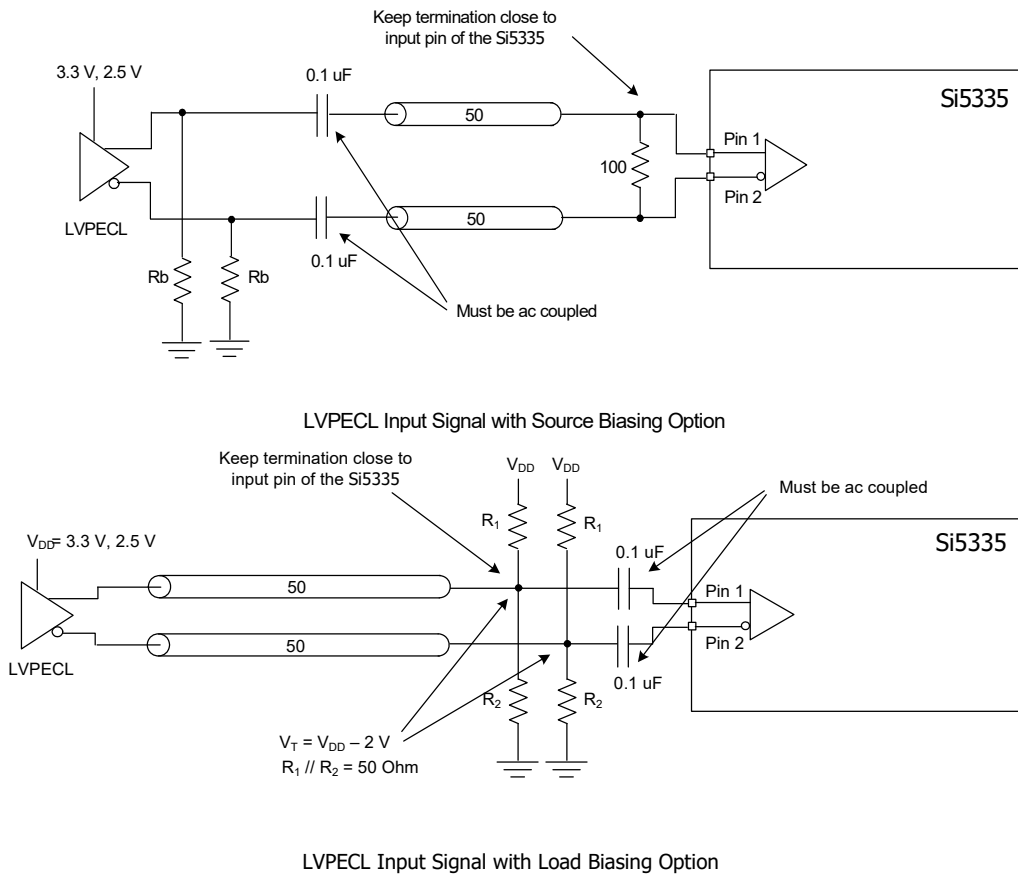 Keep termination close to
input pin of the Si5335
3.3 V, 2.5 V
0.1 uF
50
Si5335
Pin 1
100
Pin 2
50
LVPECL
0.1 uF
Rb
Rb
Must be ac coupled
LVPECL Input Signal with Source Biasing Option
Keep termination close to
input pin of the Si5335
VDD
VDD
Must be ac coupled
R1
R1
VDD= 3.3 V, 2.5 V
0.1 uF
Si5335
50
Pin 1
50
Pin 2
LVPECL
0.1 uF
R2
R2
VT = VDD – 2 V
R1 // R2 = 50 Ohm
LVPECL Input Signal with Load Biasing Option